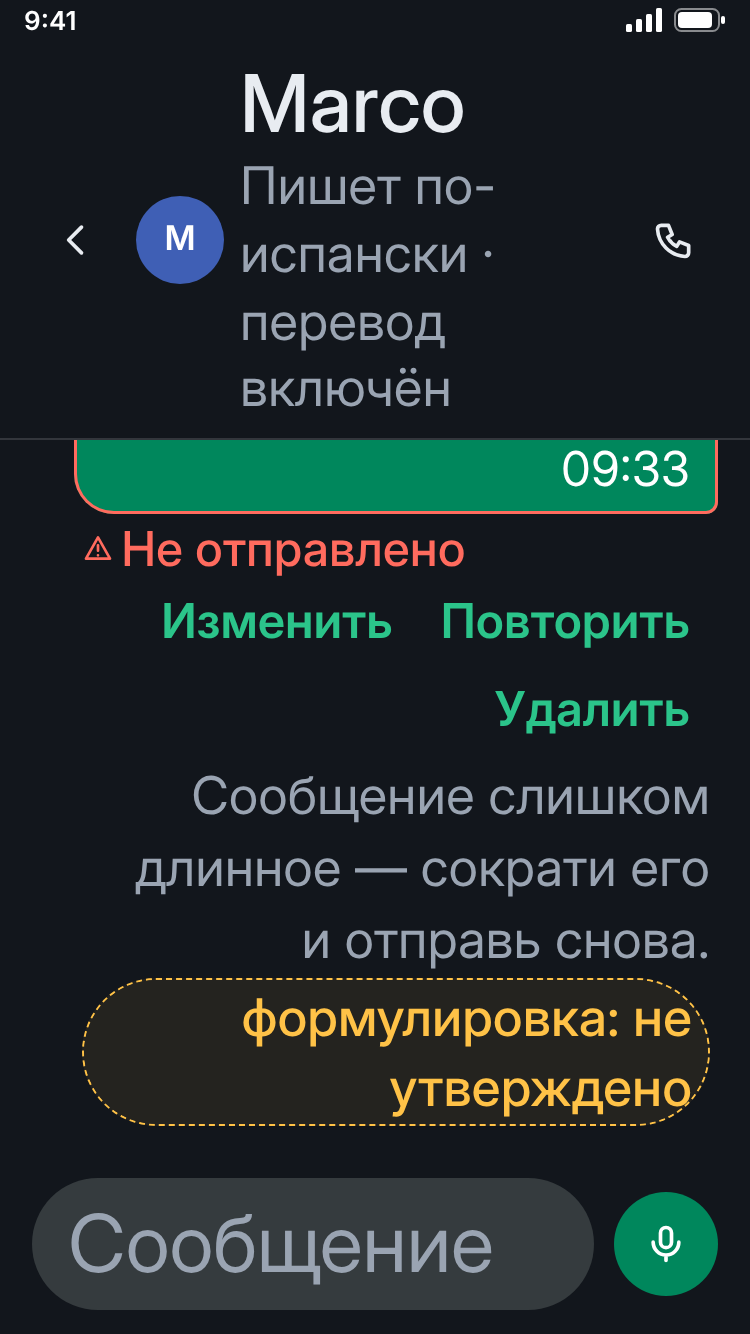 9:41
Marco
M
Пишет по-
испански ·
перевод
включён
09:33
Не отправлено
Изменить Повторить
Удалить
Сообщение слишком
длинное — сократи его
и отправь снова.
формулировка: не
утверждено
Сообщение